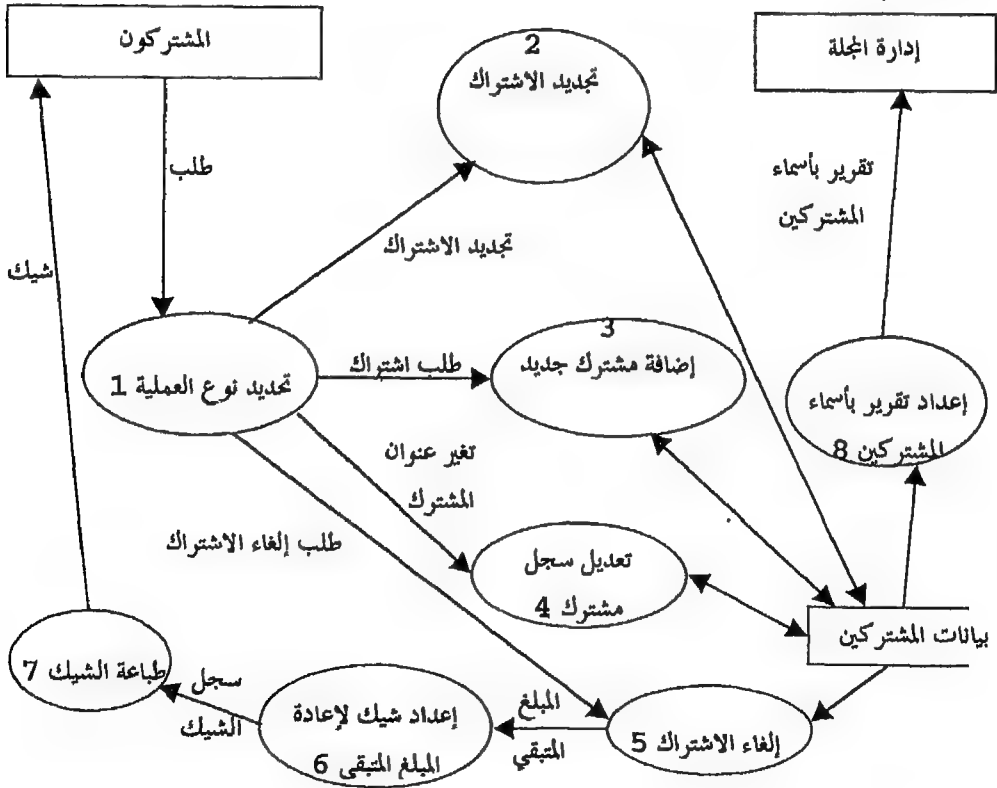 المشتركون
2
تجديد الاشتراك
إدارة المجلة
طلب
تقرير بأسماء
المشتركين
تجديد الاشتراك
شيك
3
إضافة مشترك جديد
طلب اشتراك
تحديد نوع العملية 1
إعداد تقرير بأسماء
المشتركين 8
تغير عنوان
المشترك
طلب إلغاء الاشتراك
تعديل سجل
مشترك 4
بيانات المشتركين
طباعة الشيك 7
سجل
الشيك
إعداد شيك لإعادة
المبلغ المتبقى 6
المبلغ
المتبقي
إلغاء الاشتراك 5